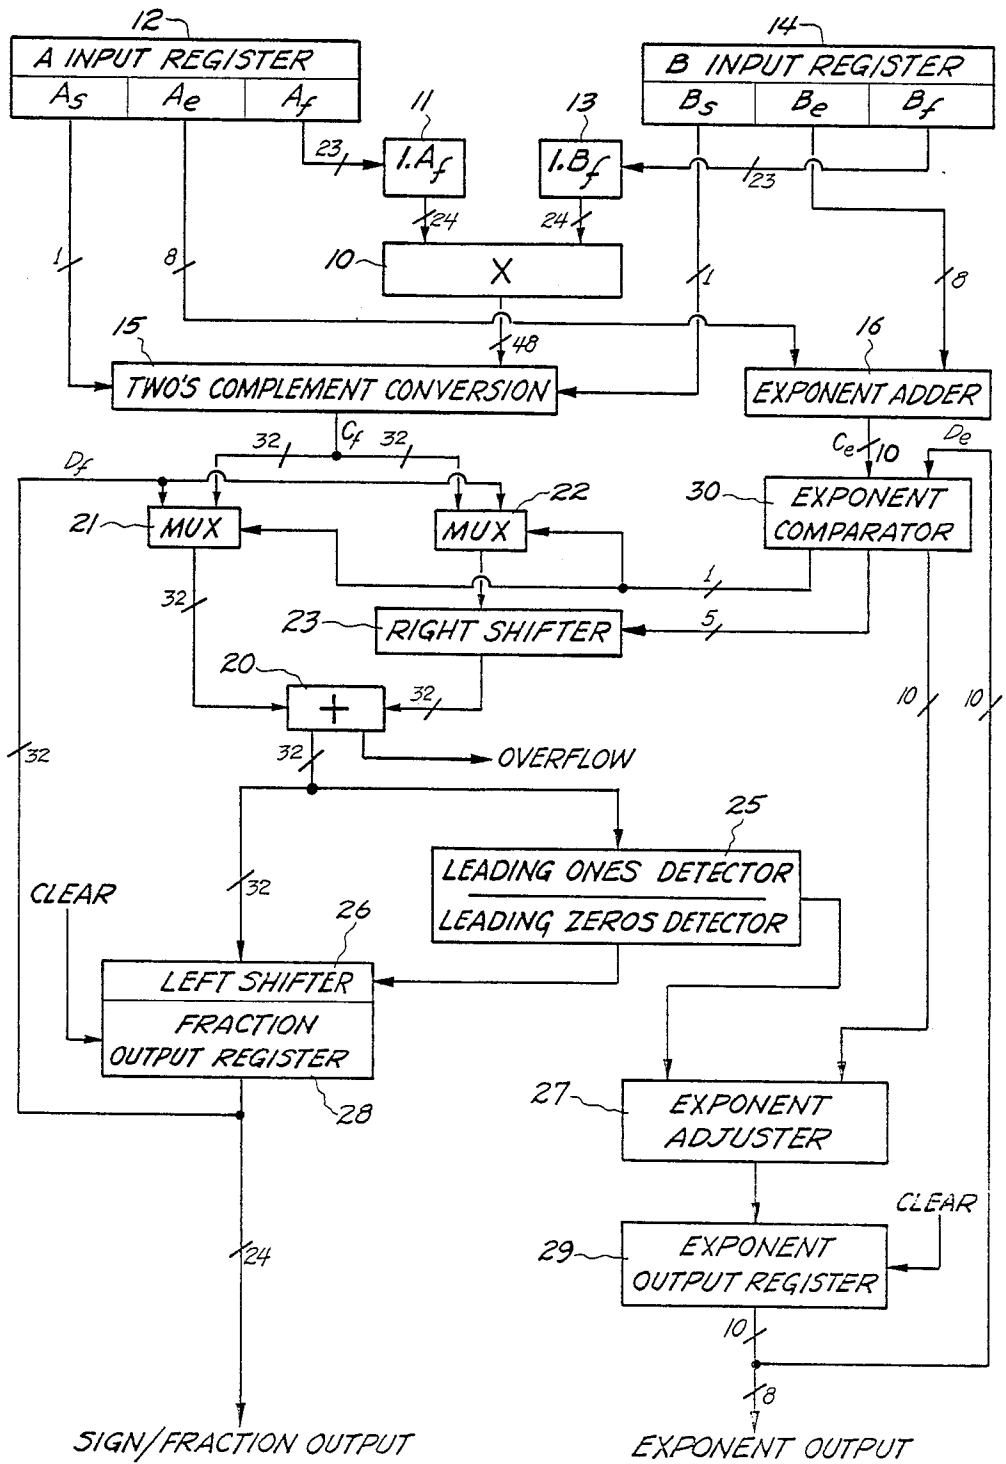 12
A INPUT REGISTER
As Ae Af
14
B INPUT REGISTER
Bs Be Bf
11
1.Af
13
1.Bf
23
23
24
24
10
X
1
8
1
8
48
15
TWO'S COMPLEMENT CONVERSION
16
EXPONENT ADDER
Cf
32
32
Ce
10
De
Df
21
MUX
22
MUX
30
EXPONENT
COMPARATOR
32
1
23
RIGHT SHIFTER
5
20
+
32
10
10
32
32
OVERFLOW
25
LEADING ONES DETECTOR
LEADING ZEROS DETECTOR
CLEAR
32
26
LEFT SHIFTER
FRACTION
OUTPUT REGISTER
28
27
EXPONENT
ADJUSTER
CLEAR
24
29
EXPONENT
OUTPUT REGISTER
10
8
SIGN/FRACTION OUTPUT
EXPONENT OUTPUT